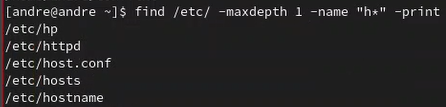 [andre@andre ~]$ find /etc/ -maxdepth 1 -name "h*" -print
/etc/hp
/etc/httpd
/etc/host.conf
/etc/hosts
/etc/hostname